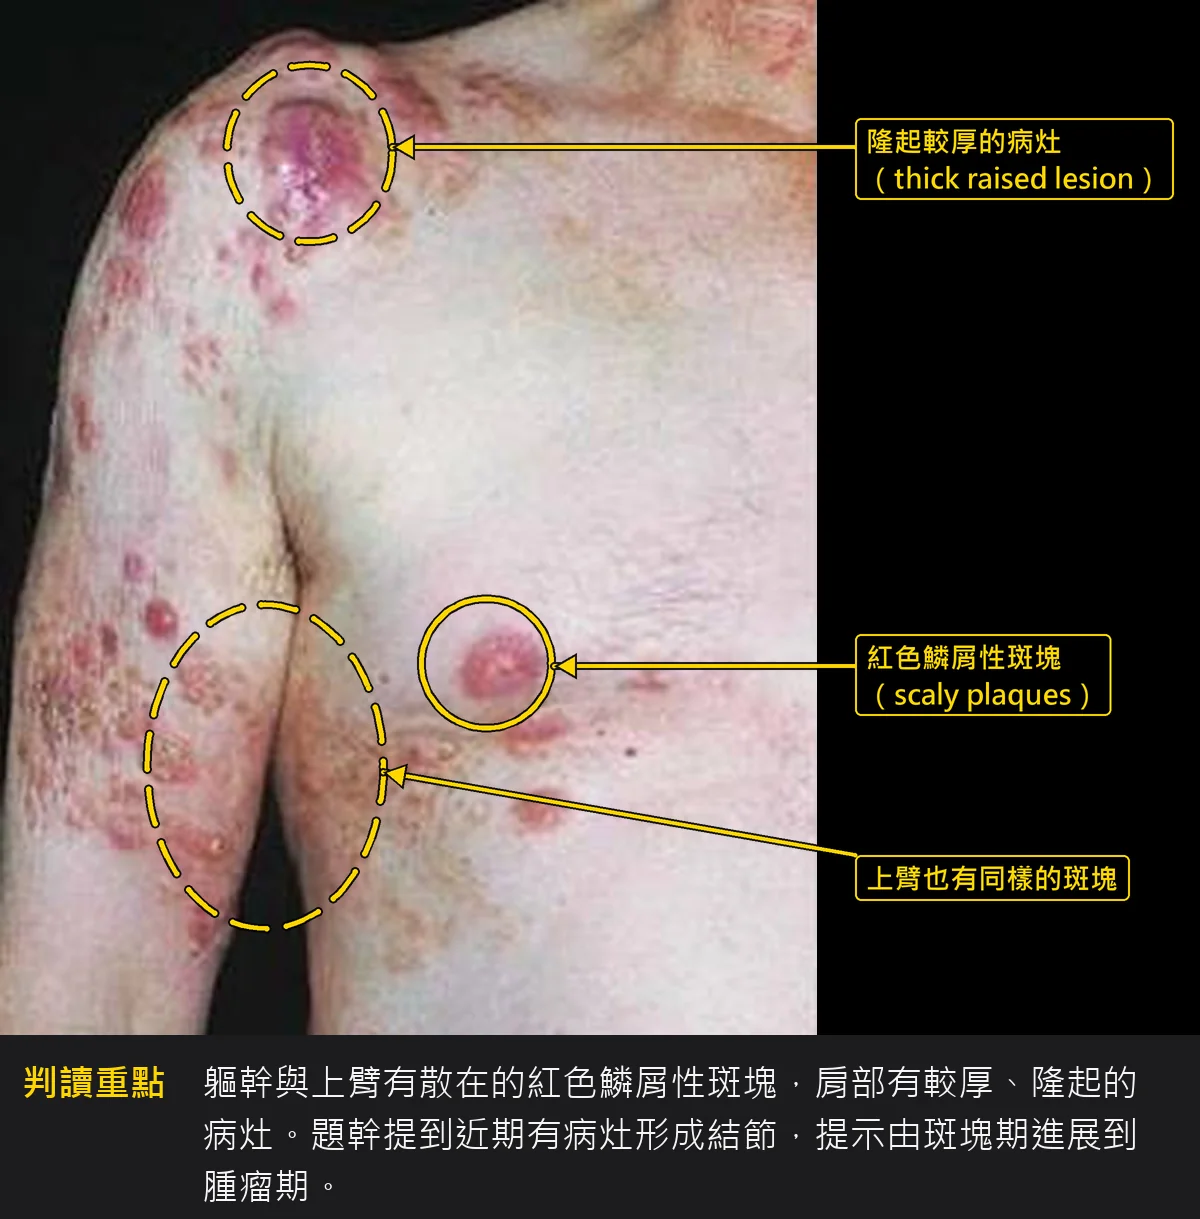 隆起較厚的病灶
（thick raised lesion）
紅色鱗屑性斑塊
（scaly plaques）
上臂也有同樣的斑塊
判讀重點
軀幹與上臂有散在的紅色鱗屑性斑塊，肩部有較厚、隆起的
病灶。題幹提到近期有病灶形成結節，提示由斑塊期進展到
腫瘤期。